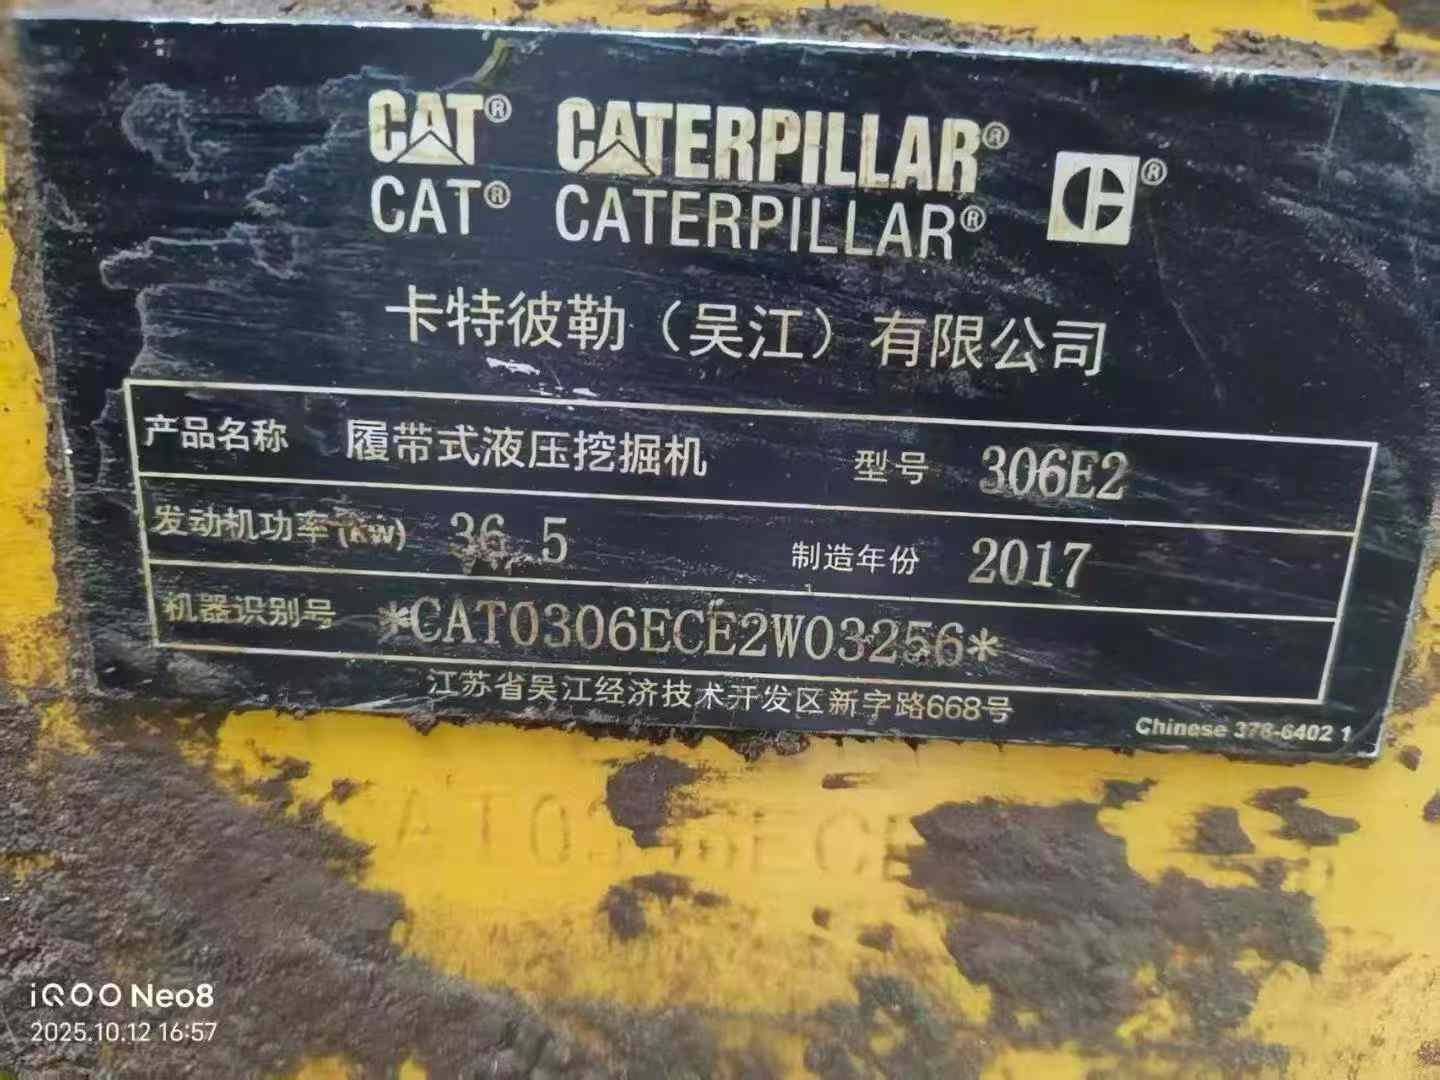 CAT® CATERPILLAR®
CAT® CATERPILLAR®
卡特彼勒（吴江）有限公司
产品名称 履带式液压挖掘机 型号 306E2
发动机功率(KW) 36.5 制造年份 2017
机器识别号 *CAT0306ECE2W03256*
江苏省吴江经济技术开发区新字路668号
Chinese 378-6402 1
AT0306ECE
iQOO Neo8
2025.10.12 16:57